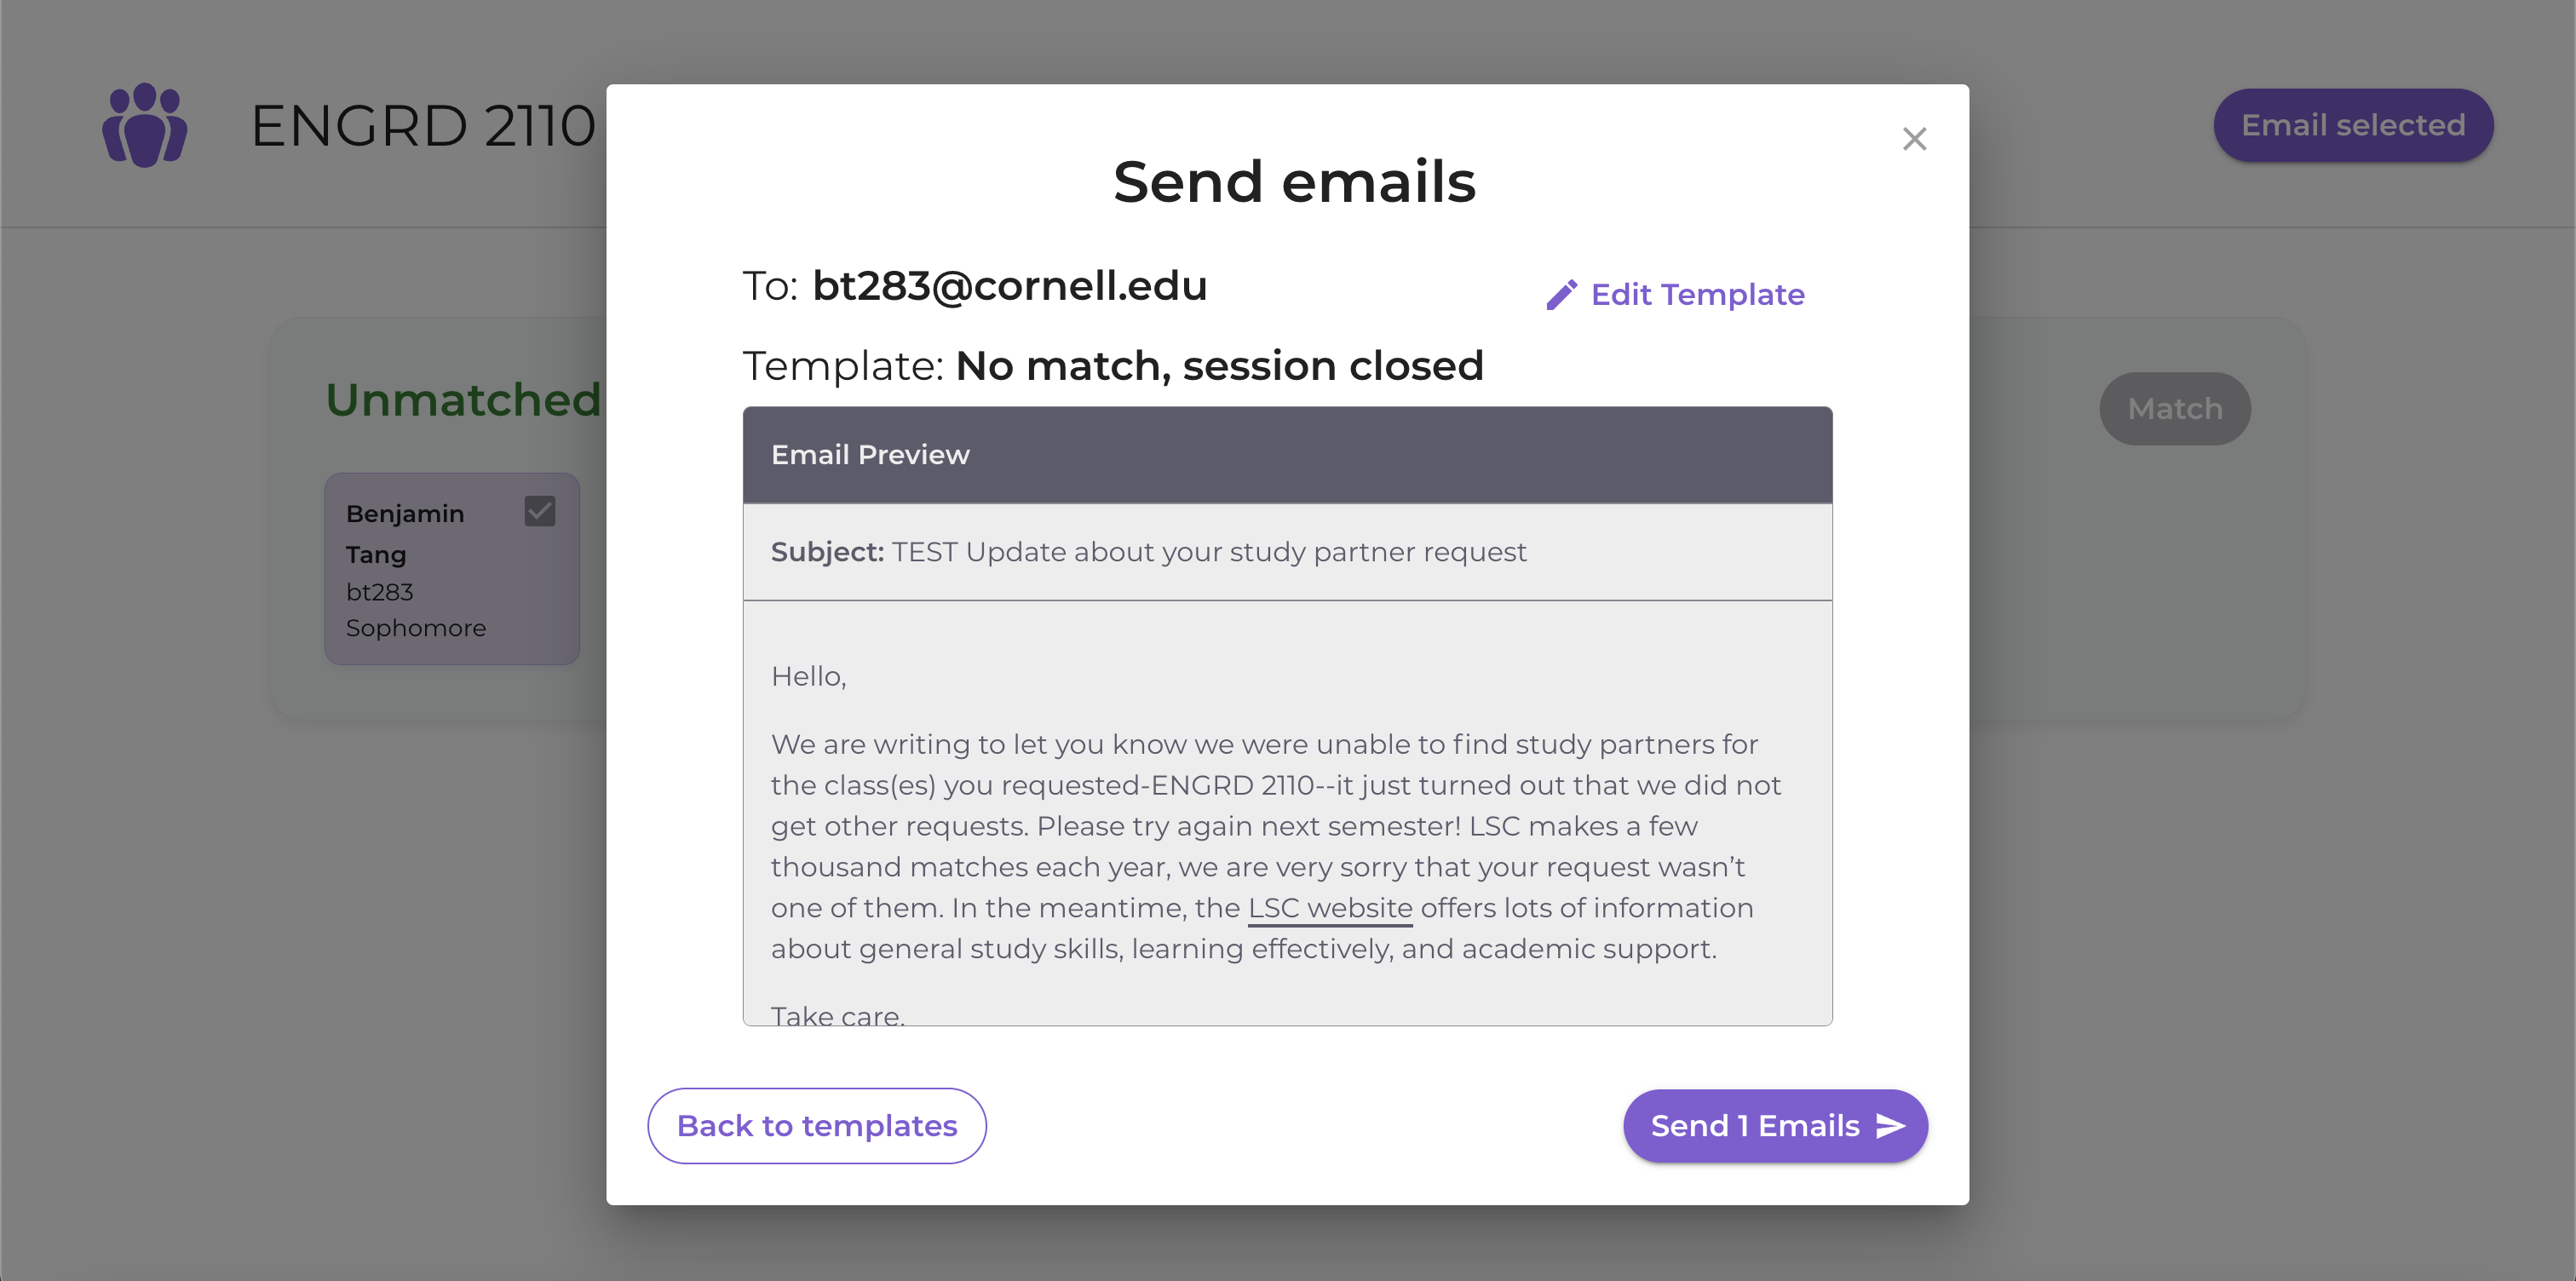 ENGRD 2110
Email selected
Send emails
To: bt283@cornell.edu
Edit Template
Template: No match, session closed
Unmatched
Match
Benjamin
Tang
bt283
Sophomore
Email Preview
Subject: TEST Update about your study partner request
Hello,
We are writing to let you know we were unable to find study partners for
the class(es) you requested-ENGRD 2110--it just turned out that we did not
get other requests. Please try again next semester! LSC makes a few
thousand matches each year, we are very sorry that your request wasn’t
one of them. In the meantime, the LSC website offers lots of information
about general study skills, learning effectively, and academic support.
Take care,
Back to templates
Send 1 Emails